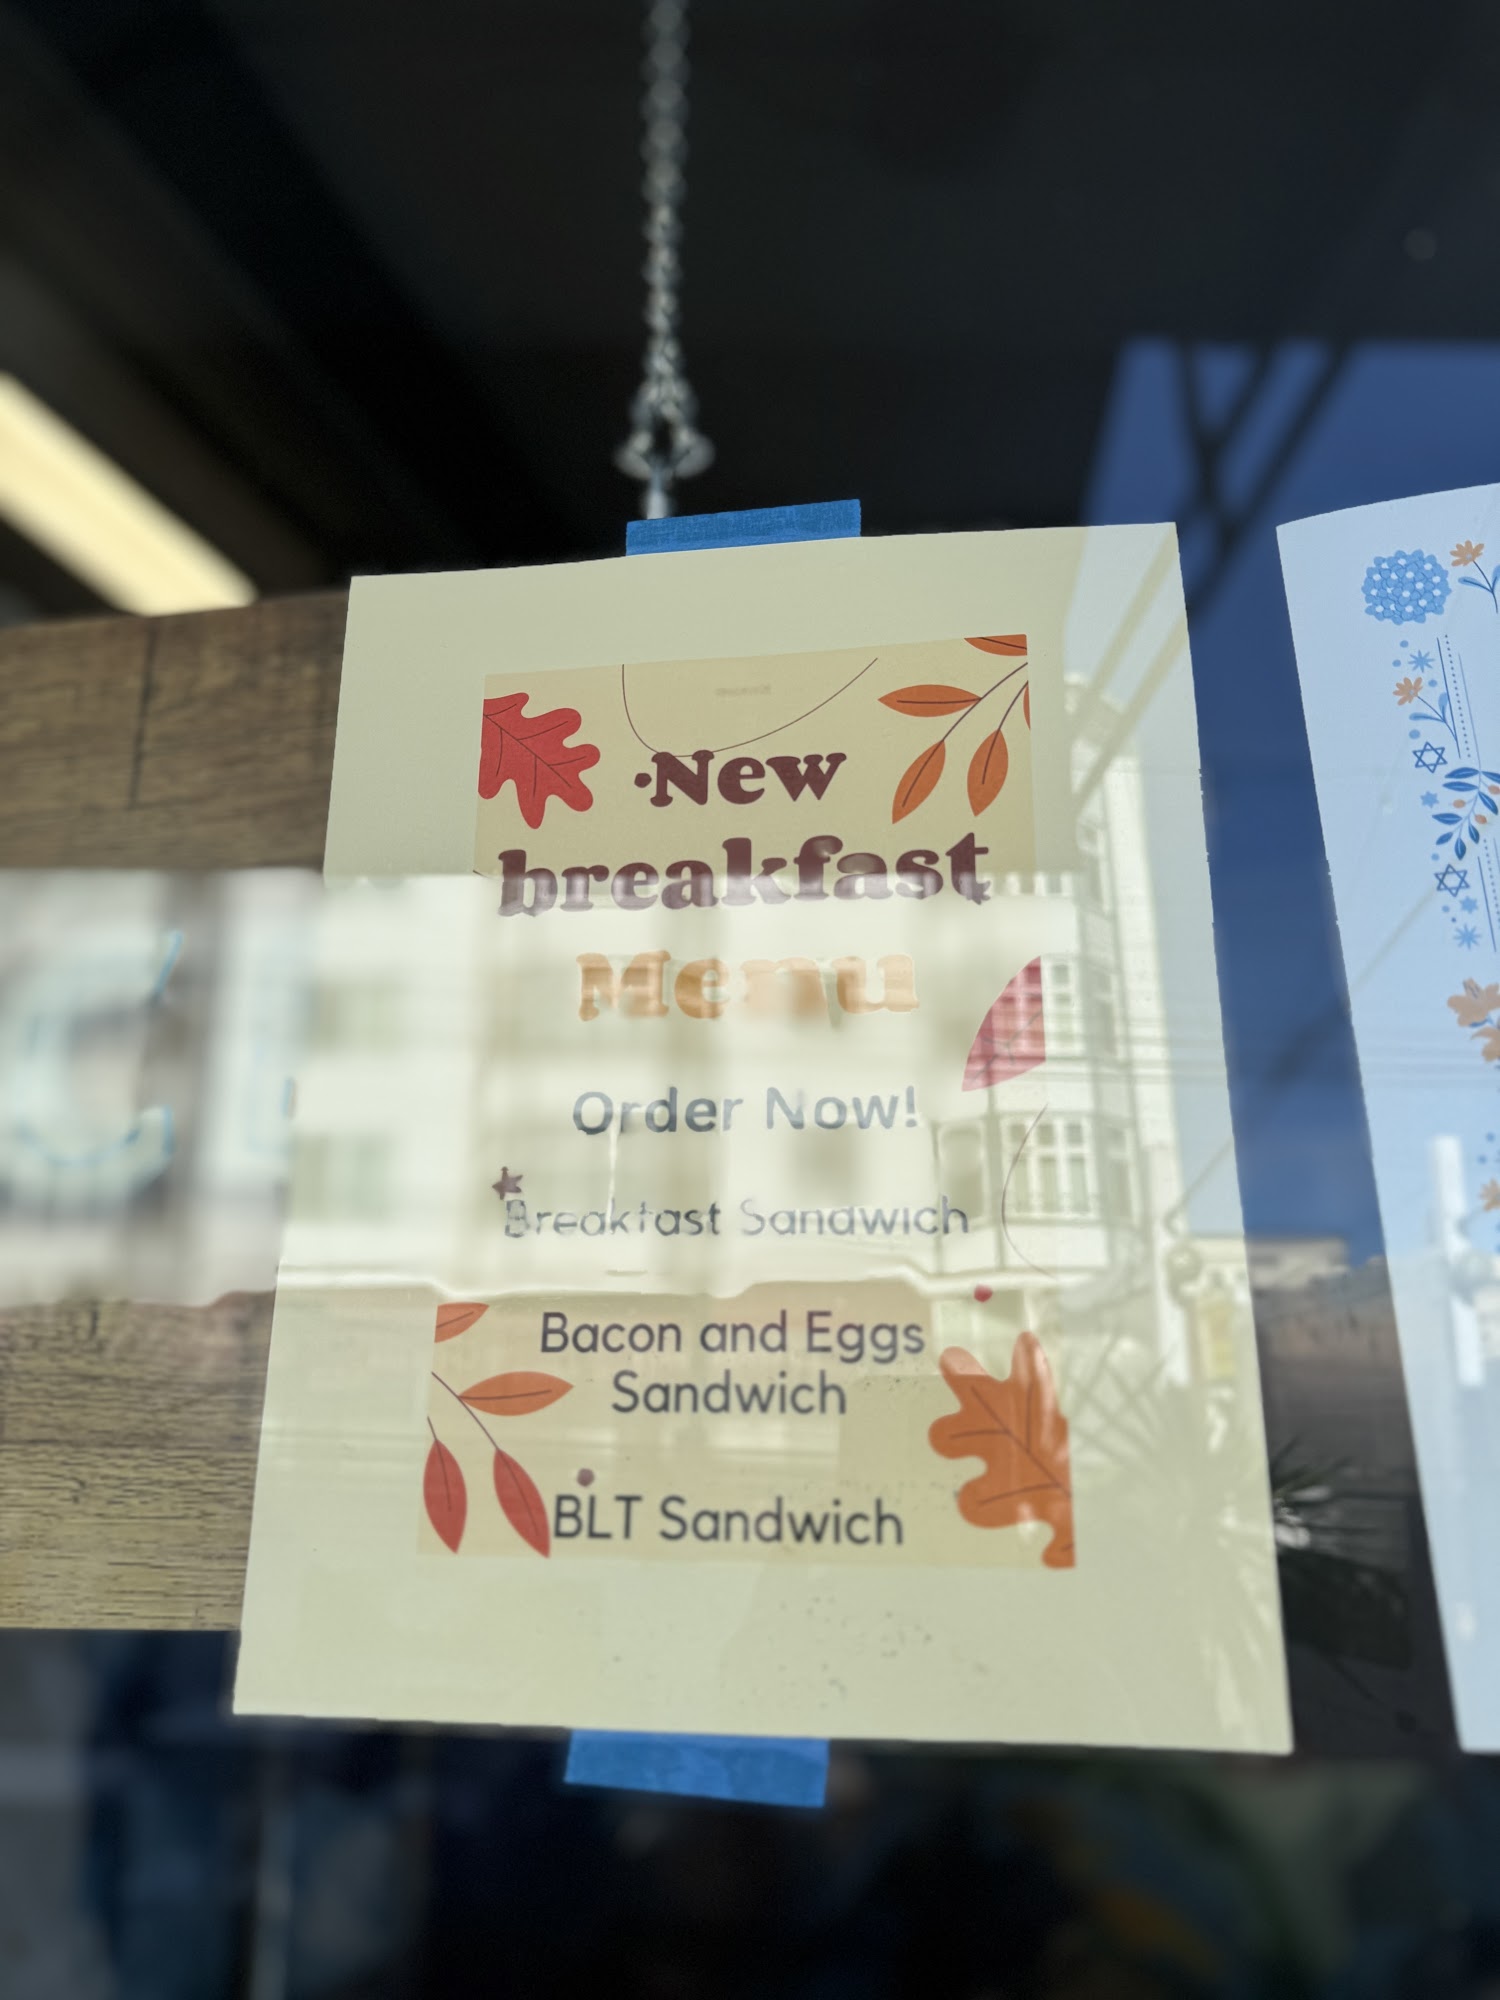 New
breakfast
Menu
Order Now!
Breakfast Sandwich
Bacon and Eggs
Sandwich
BLT Sandwich